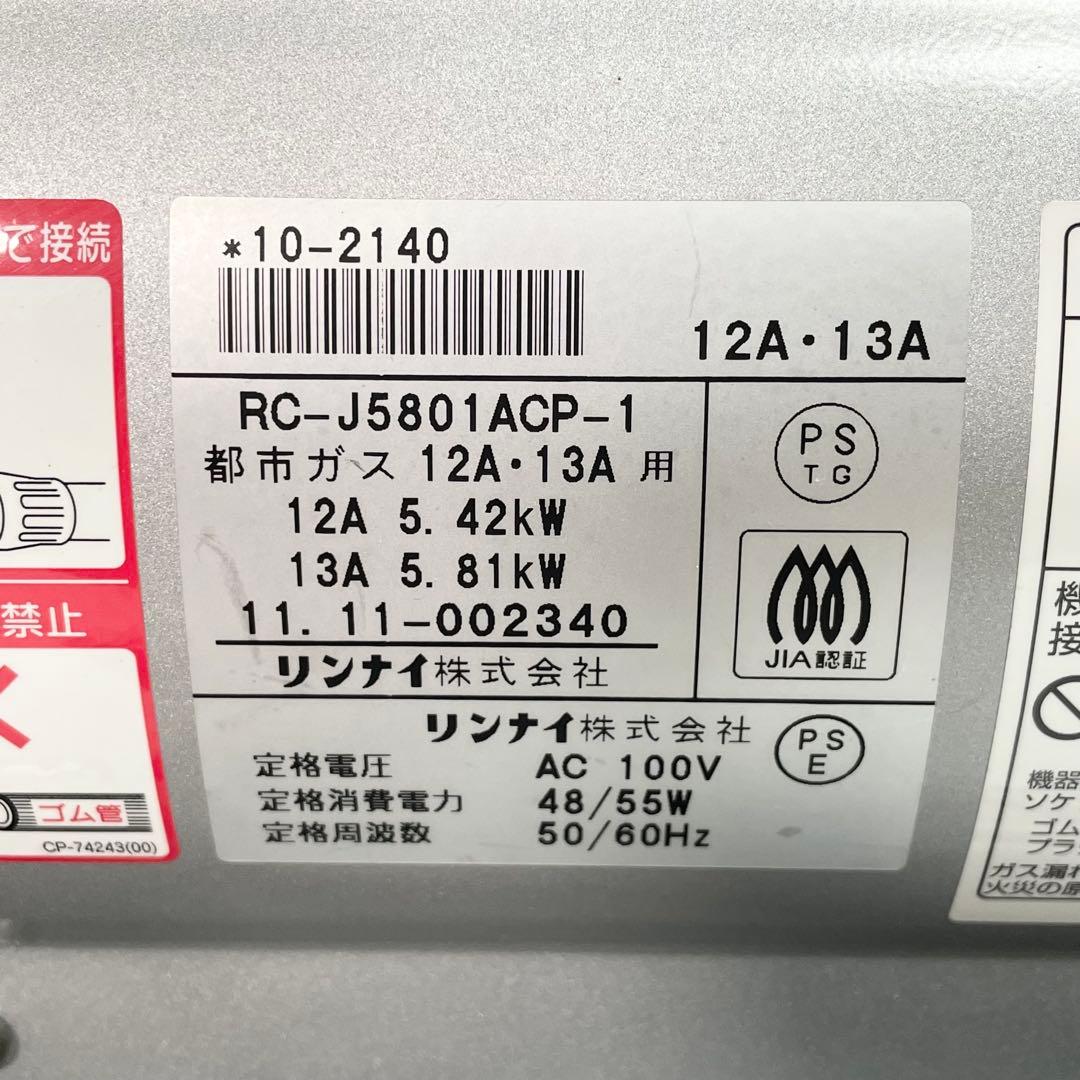 で接続
禁止
ゴム管
CP-74243(00)
*10-2140
12A・13A
RC-J5801ACP-1
都市ガス 12A・13A 用
12A 5.42kW
13A 5.81kW
11.11-002340
リンナイ株式会社
PS
TG
JIA認証
リンナイ株式会社
PS
E
定格電圧 AC 100V
定格消費電力 48/55W
定格周波数 50/60Hz
機
接
機器
ソケ
ゴム
プラ
ガス漏れ
火災の原